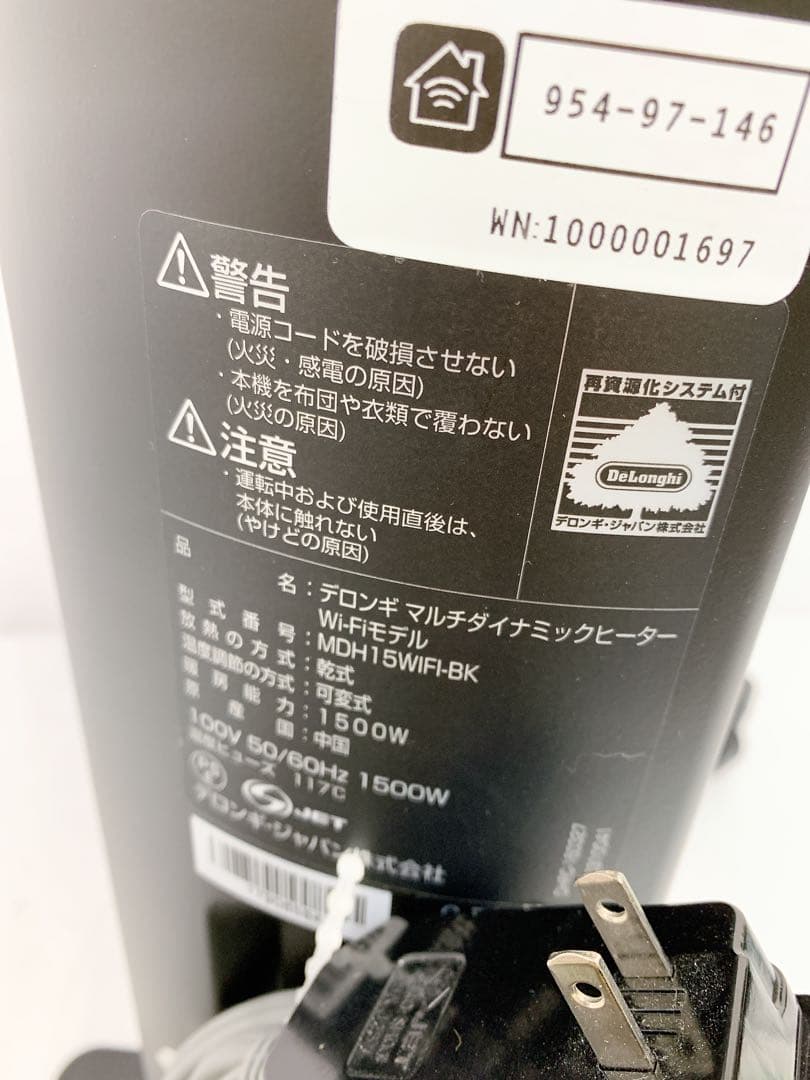 954-97-146
WN:1000001697
警告
・電源コードを破損させない
(火災・感電の原因)
・本機を布団や衣類で覆わない
(火災の原因)
注意
・運転中および使用直後は、
本体に触れない
(やけどの原因)
再資源化システム付
DeLonghi
デロンギ・ジャパン株式会社
品名:デロンギ マルチダイナミックヒーター
Wi-Fiモデル
型式番号:MDH15WIFI-BK
放熱の方式:乾式
温度調節の方式:可変式
暖房能力:1500W
原産国:中国
100V 50/60Hz 1500W
温度ヒューズ 117C
PSE
JET
デロンギ・ジャパン株式会社
JET